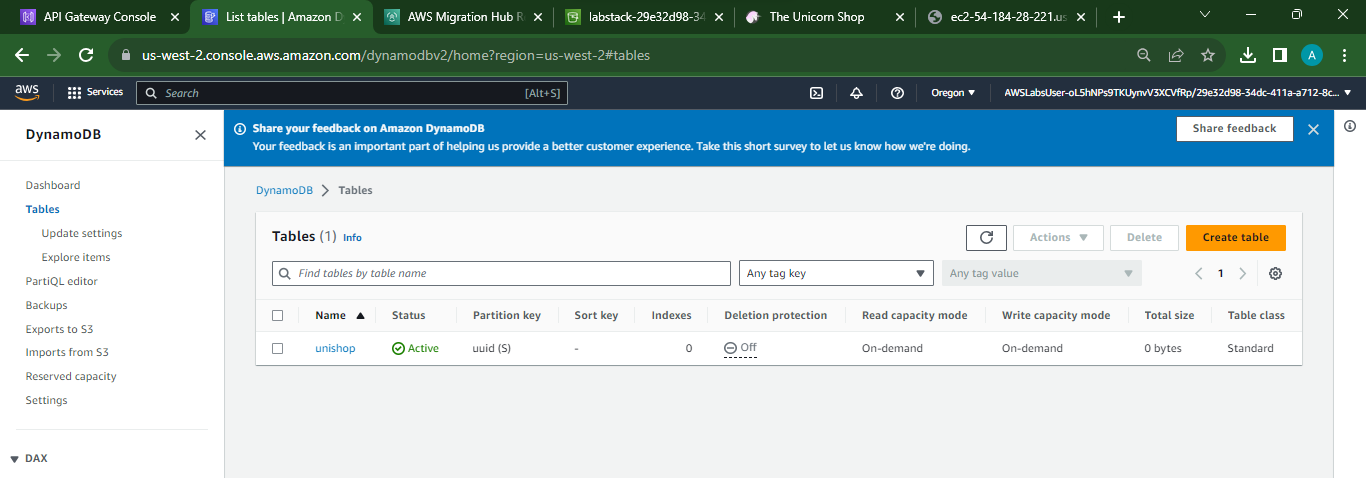 API Gateway Console
List tables | Amazon D
AWS Migration Hub R
labstack-29e32d98-34
The Unicorn Shop
ec2-54-184-28-221.us
us-west-2.console.aws.amazon.com/dynamodbv2/home?region=us-west-2#tables
A
aws
Services
Search
[Alt+S]
Oregon
AWSLabsUser-oL5hNPs9TKUynvV3XCVfRp/29e32d98-34dc-411a-a712-8c...
DynamoDB
Dashboard
Tables
Update settings
Explore items
PartiQL editor
Backups
Exports to S3
Imports from S3
Reserved capacity
Settings
DAX
Share your feedback on Amazon DynamoDB
Your feedback is an important part of helping us provide a better customer experience. Take this short survey to let us know how we're doing.
Share feedback
DynamoDB > Tables
Tables (1) Info
Actions
Delete
Create table
Find tables by table name
Any tag key
Any tag value
1
Name Status Partition key Sort key Indexes Deletion protection Read capacity mode Write capacity mode Total size Table class
unishop Active uuid (S) - 0 Off On-demand On-demand 0 bytes Standard